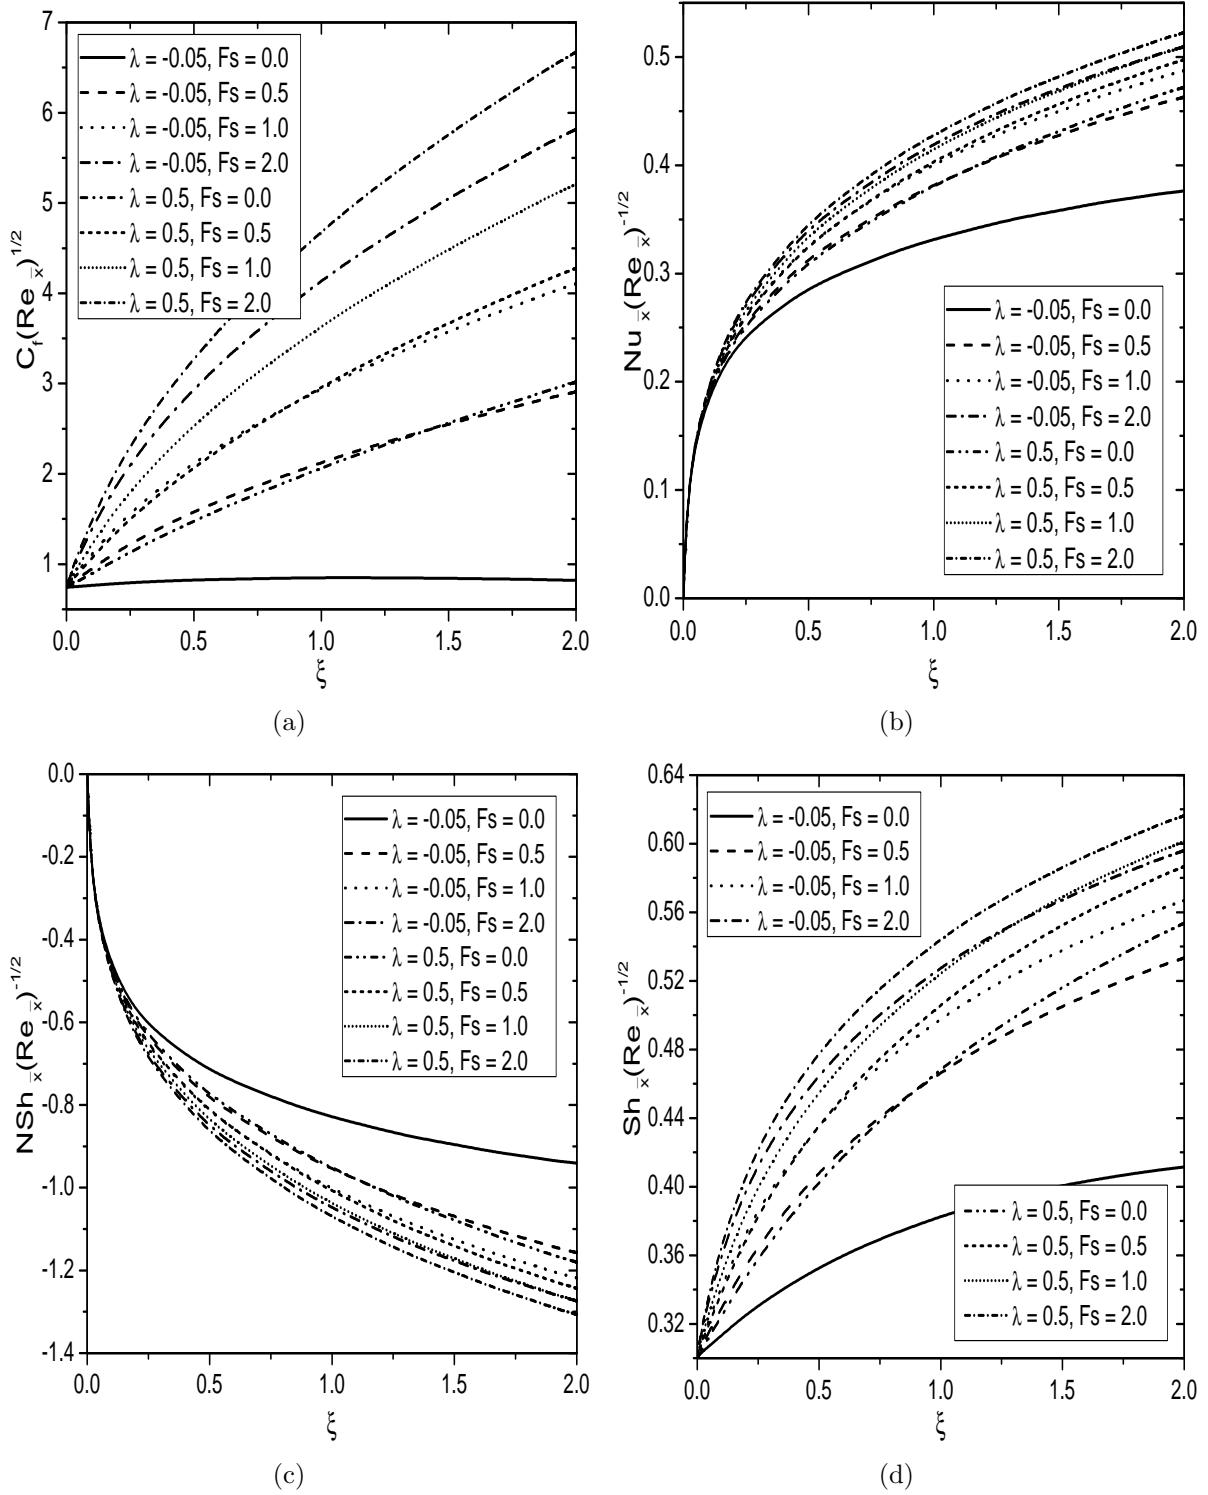 7
6
5
4
3
2
1
C_f(Re_x̄)^1/2
λ = -0.05, Fs = 0.0
λ = -0.05, Fs = 0.5
λ = -0.05, Fs = 1.0
λ = -0.05, Fs = 2.0
λ = 0.5, Fs = 0.0
λ = 0.5, Fs = 0.5
λ = 0.5, Fs = 1.0
λ = 0.5, Fs = 2.0
0.0 0.5 1.0 1.5 2.0
ξ
(a)
0.5
0.4
0.3
0.2
0.1
0.0
Nu_x̄(Re_x̄)^-1/2
λ = -0.05, Fs = 0.0
λ = -0.05, Fs = 0.5
λ = -0.05, Fs = 1.0
λ = -0.05, Fs = 2.0
λ = 0.5, Fs = 0.0
λ = 0.5, Fs = 0.5
λ = 0.5, Fs = 1.0
λ = 0.5, Fs = 2.0
0.0 0.5 1.0 1.5 2.0
ξ
(b)
0.0
-0.2
-0.4
-0.6
-0.8
-1.0
-1.2
-1.4
NSh_x̄(Re_x̄)^-1/2
λ = -0.05, Fs = 0.0
λ = -0.05, Fs = 0.5
λ = -0.05, Fs = 1.0
λ = -0.05, Fs = 2.0
λ = 0.5, Fs = 0.0
λ = 0.5, Fs = 0.5
λ = 0.5, Fs = 1.0
λ = 0.5, Fs = 2.0
0.0 0.5 1.0 1.5 2.0
ξ
(c)
0.64
0.60
0.56
0.52
0.48
0.44
0.40
0.36
0.32
Sh_x̄(Re_x̄)^-1/2
λ = -0.05, Fs = 0.0
λ = -0.05, Fs = 0.5
λ = -0.05, Fs = 1.0
λ = -0.05, Fs = 2.0
λ = 0.5, Fs = 0.0
λ = 0.5, Fs = 0.5
λ = 0.5, Fs = 1.0
λ = 0.5, Fs = 2.0
0.0 0.5 1.0 1.5 2.0
ξ
(d)